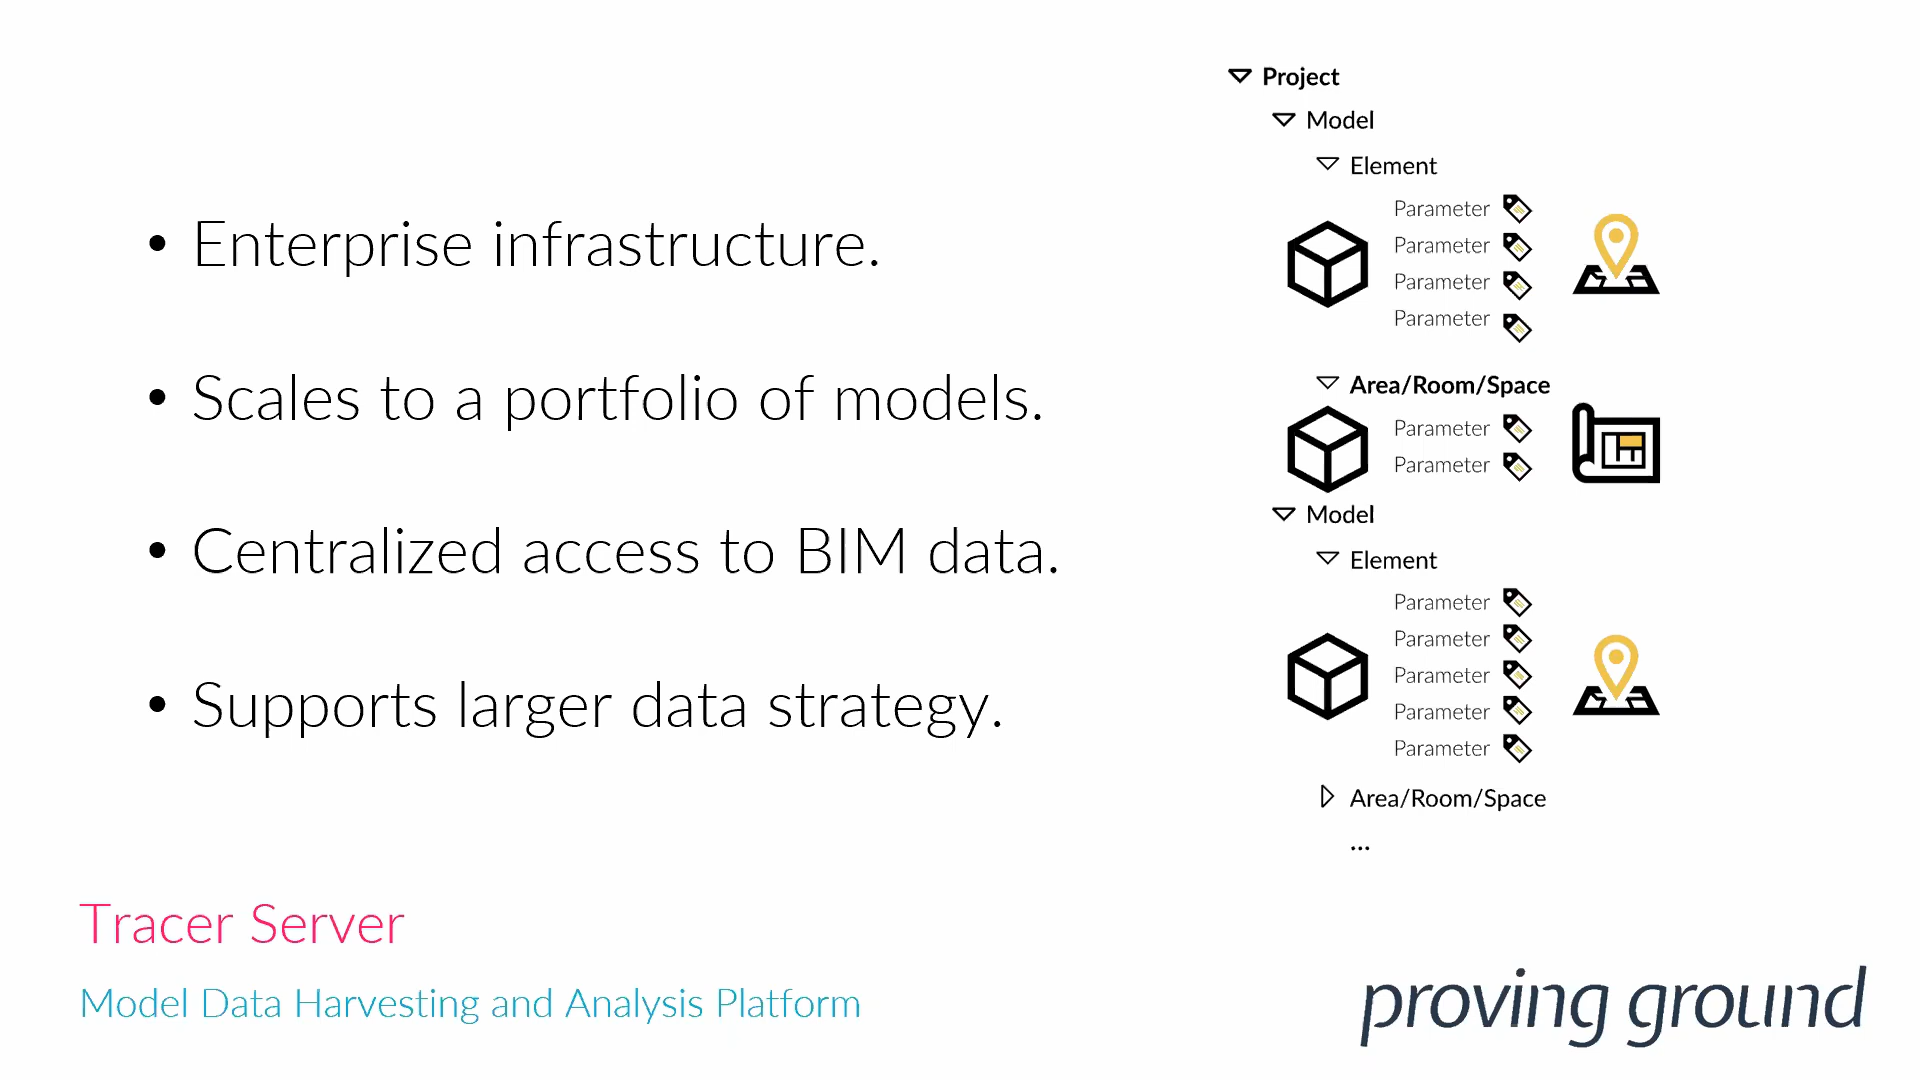 • Enterprise infrastructure.
• Scales to a portfolio of models.
• Centralized access to BIM data.
• Supports larger data strategy.
Project
Model
Element
Parameter
Parameter
Parameter
Parameter
Area/Room/Space
Parameter
Parameter
Model
Element
Parameter
Parameter
Parameter
Parameter
Parameter
Area/Room/Space
...
Tracer Server
Model Data Harvesting and Analysis Platform
proving ground